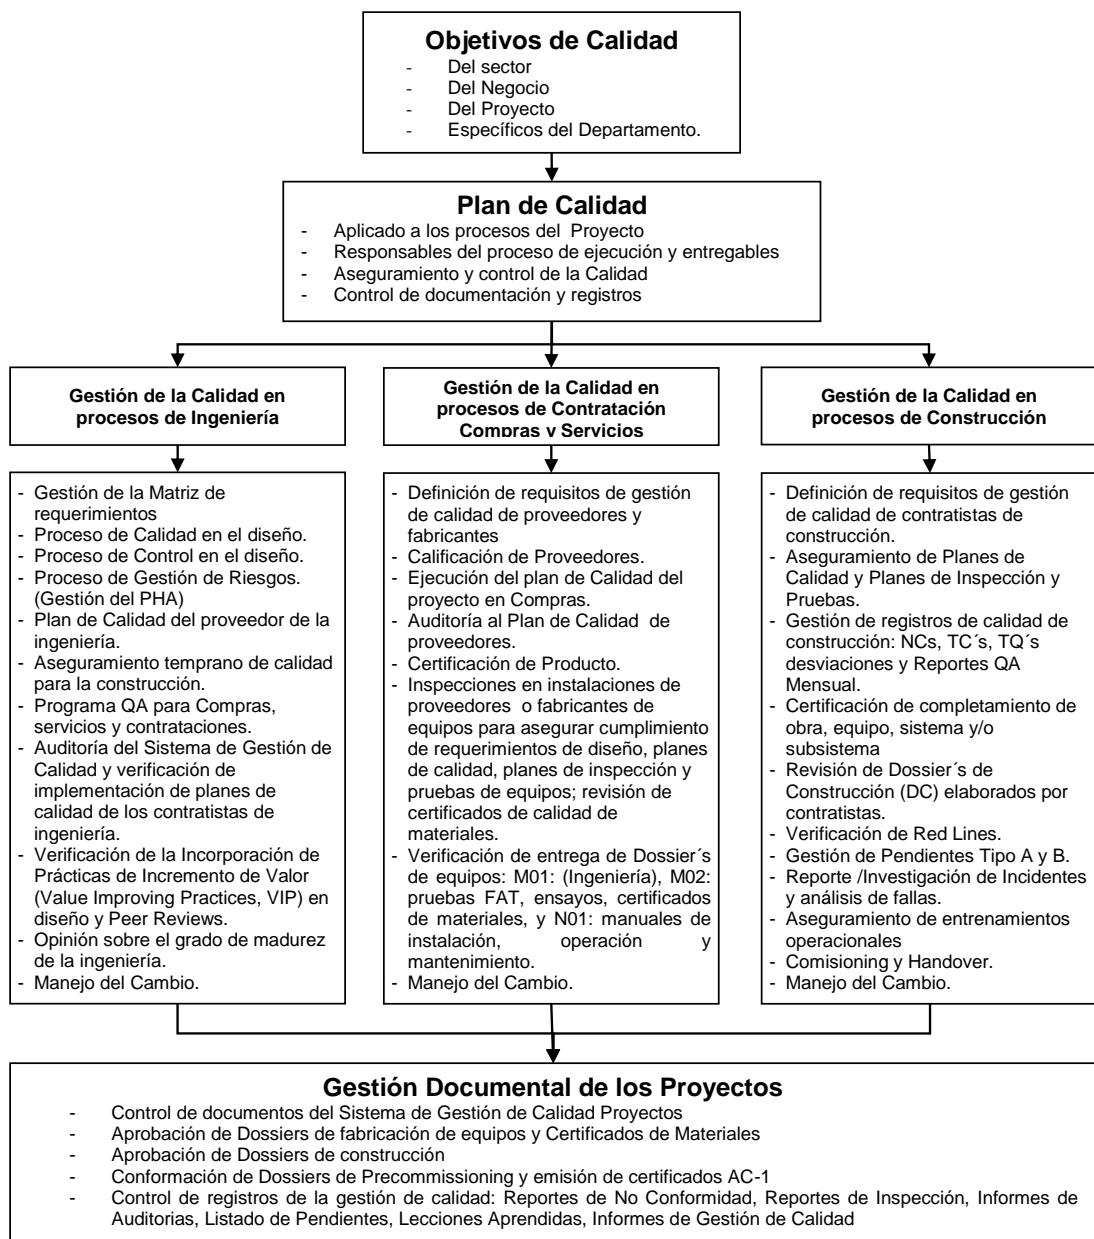 Objetivos de Calidad
- Del sector
- Del Negocio
- Del Proyecto
- Específicos del Departamento.
Plan de Calidad
- Aplicado a los procesos del Proyecto
- Responsables del proceso de ejecución y entregables
- Aseguramiento y control de la Calidad
- Control de documentación y registros
Gestión de la Calidad en
procesos de Ingeniería
Gestión de la Calidad en
procesos de Contratación
Compras y Servicios
Gestión de la Calidad en
procesos de Construcción
- Gestión de la Matriz de
requerimientos
- Proceso de Calidad en el diseño.
- Proceso de Control en el diseño.
- Proceso de Gestión de Riesgos.
(Gestión del PHA)
- Plan de Calidad del proveedor de la
ingeniería.
- Aseguramiento temprano de calidad
para la construcción.
- Programa QA para Compras,
servicios y contrataciones.
- Auditoría del Sistema de Gestión de
Calidad y verificación de
implementación de planes de
calidad de los contratistas de
ingeniería.
- Verificación de la Incorporación de
Prácticas de Incremento de Valor
(Value Improving Practices, VIP) en
diseño y Peer Reviews.
- Opinión sobre el grado de madurez
de la ingeniería.
- Manejo del Cambio.
- Definición de requisitos de gestión
de calidad de proveedores y
fabricantes
- Calificación de Proveedores.
- Ejecución del plan de Calidad del
proyecto en Compras.
- Auditoría al Plan de Calidad de
proveedores.
- Certificación de Producto.
- Inspecciones en instalaciones de
proveedores o fabricantes de
equipos para asegurar cumplimiento
de requerimientos de diseño, planes
de calidad, planes de inspección y
pruebas de equipos; revisión de
certificados de calidad de
materiales.
- Verificación de entrega de Dossier´s
de equipos: M01: (Ingeniería), M02:
pruebas FAT, ensayos, certificados
de materiales, y N01: manuales de
instalación, operación y
mantenimiento.
- Manejo del Cambio.
- Definición de requisitos de gestión
de calidad de contratistas de
construcción.
- Aseguramiento de Planes de
Calidad y Planes de Inspección y
Pruebas.
- Gestión de registros de calidad de
construcción: NCs, TC´s, TQ´s
desviaciones y Reportes QA
Mensual.
- Certificación de completamiento de
obra, equipo, sistema y/o
subsistema
- Revisión de Dossier´s de
Construcción (DC) elaborados por
contratistas.
- Verificación de Red Lines.
- Gestión de Pendientes Tipo A y B.
- Reporte /Investigación de Incidentes
y análisis de fallas.
- Aseguramiento de entrenamientos
operacionales
- Comisioning y Handover.
- Manejo del Cambio.
Gestión Documental de los Proyectos
- Control de documentos del Sistema de Gestión de Calidad Proyectos
- Aprobación de Dossiers de fabricación de equipos y Certificados de Materiales
- Aprobación de Dossiers de construcción
- Conformación de Dossiers de Precommissioning y emisión de certificados AC-1
- Control de registros de la gestión de calidad: Reportes de No Conformidad, Reportes de Inspección, Informes de
Auditorias, Listado de Pendientes, Lecciones Aprendidas, Informes de Gestión de Calidad